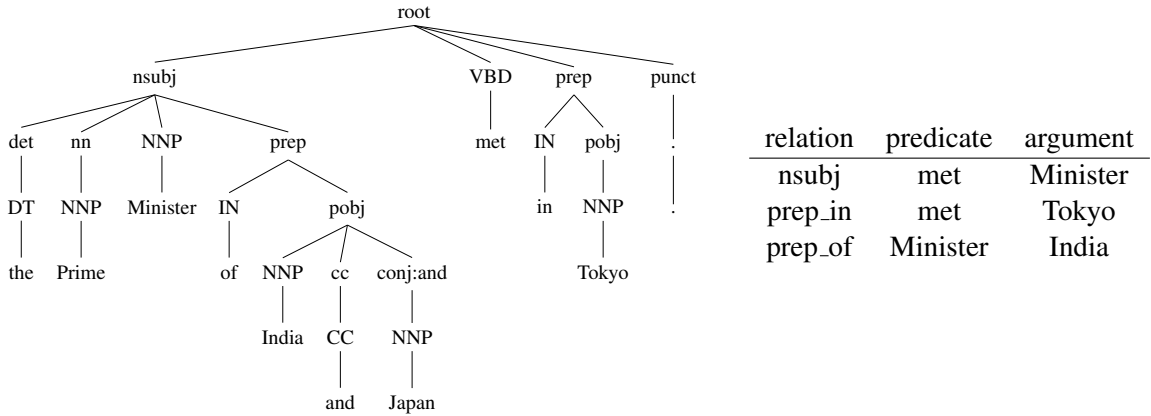 root
nsubj VBD prep punct
det nn NNP prep met IN pobj .
DT NNP Minister IN pobj in NNP .
the Prime of NNP cc conj:and Tokyo
India CC NNP
and Japan
relation predicate argument
nsubj met Minister
prep_in met Tokyo
prep_of Minister India